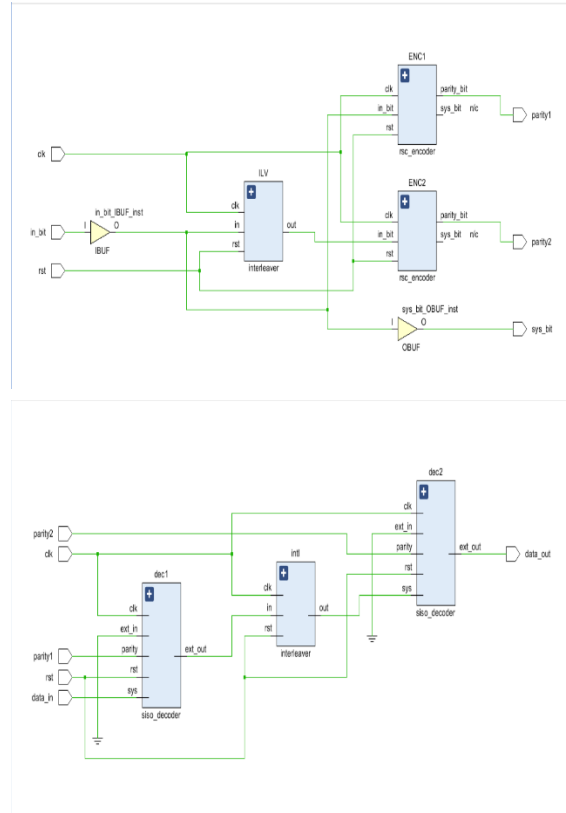 ENC1
clk parity_bit
in_bit sys_bit n/c
parity1
rst
rsc_encoder
clk
ILV
ENC2
clk
in_bit_IBUF_inst
clk parity_bit
in_bit I O
in out
in_bit sys_bit n/c
parity2
IBUF
rst
rst
rst
interleaver
rsc_encoder
sys_bit_OBUF_inst
I O
sys_bit
OBUF
dec2
clk
parity2
ext_in
clk
intl
parity ext_out
data_out
dec1
rst
clk
sys
clk
in out
siso_decoder
ext_in
rst
parity1
parity ext_out
interleaver
rst
rst
data_in
sys
siso_decoder